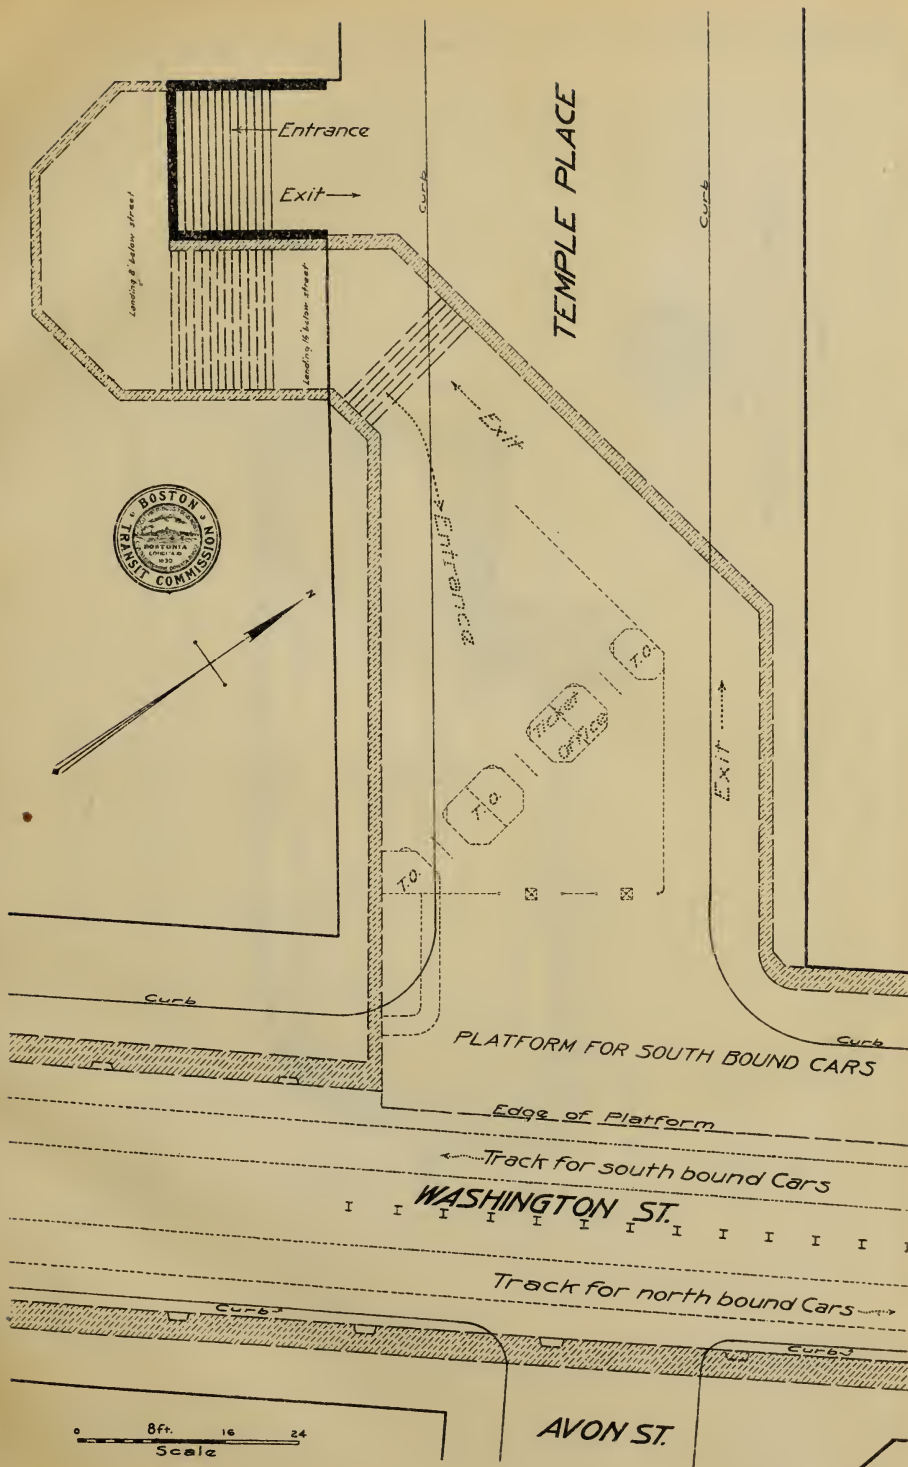 TEMPLE PLACE
Entrance
Exit
Curb
Curb
Landing 8' below street
Landing 16' below street
Exit
Entrance
BOSTON
TRANSIT COMMISSION
BOSTONIA
1630
N
T.O.
Ticket
Office
T.O.
T.O.
Exit
Curb
Curb
PLATFORM FOR SOUTH BOUND CARS
Edge of Platform
Track for south bound Cars
WASHINGTON ST.
Track for north bound Cars
Curb
Curb
0 8ft. 16 24
Scale
AVON ST.